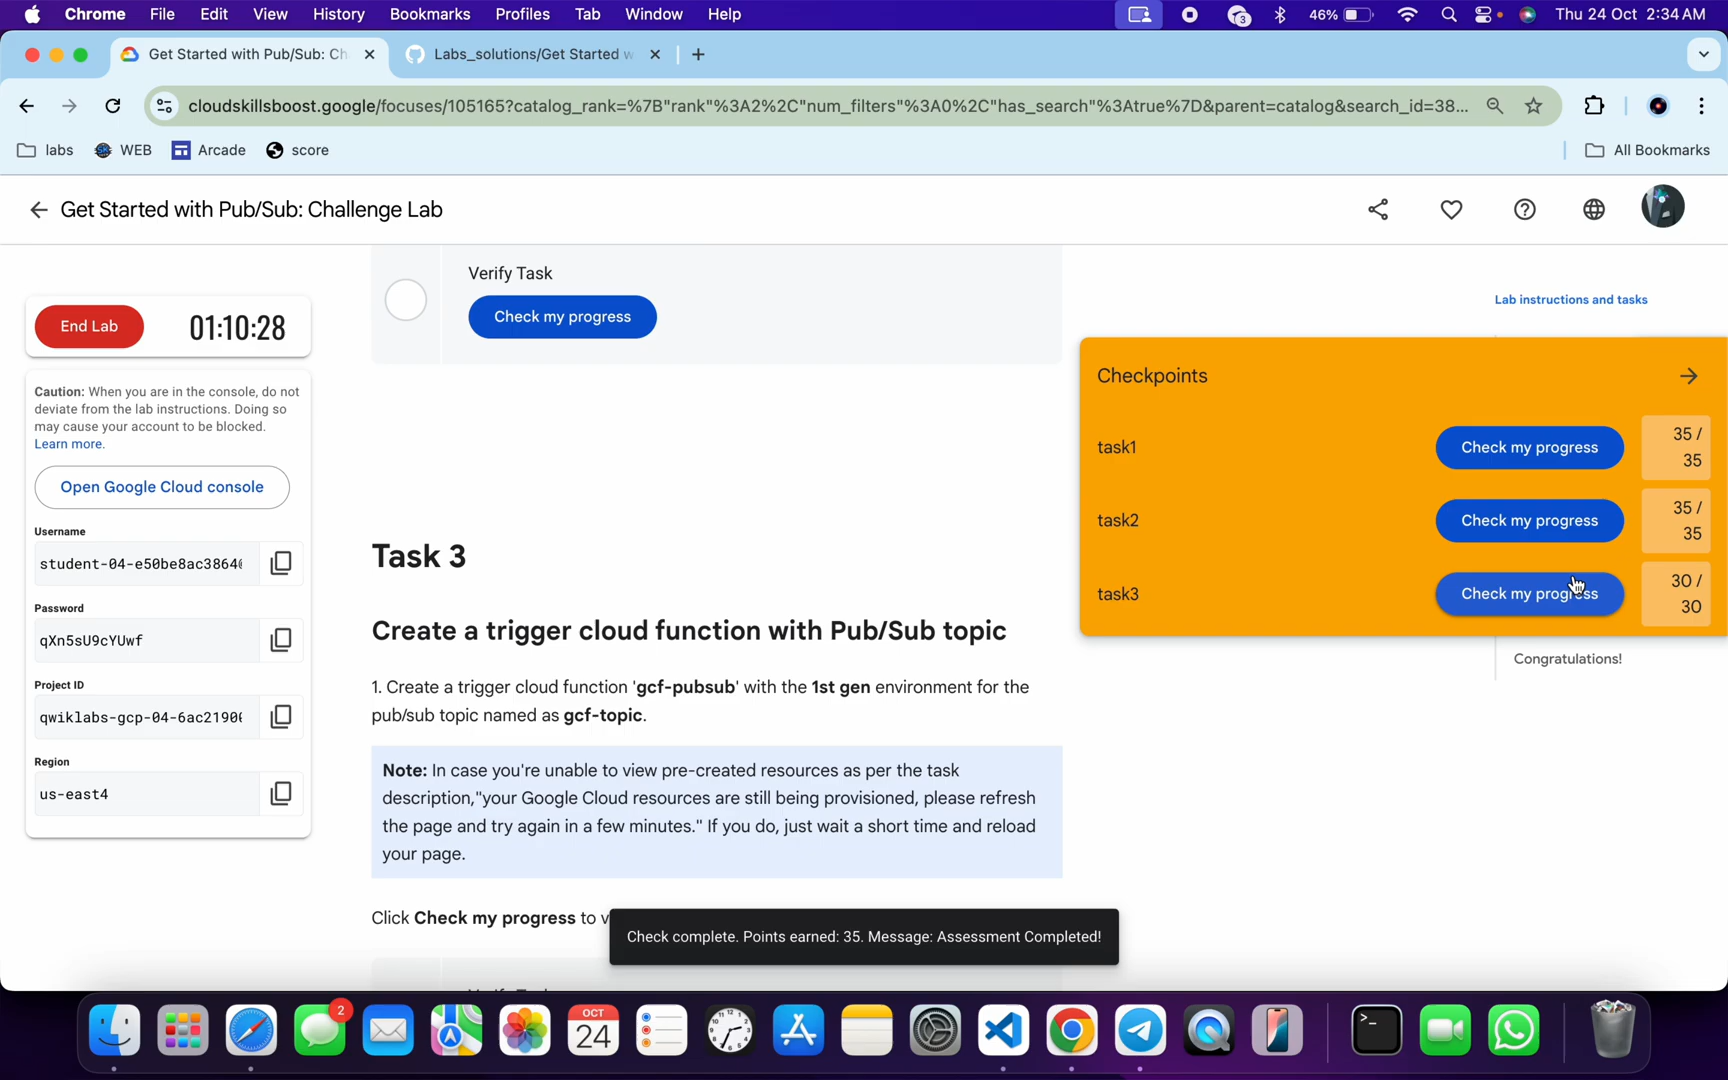 Chrome File Edit View History Bookmarks Profiles Tab Window Help 3 46% Thu 24 Oct 2:34 AM
Get Started with Pub/Sub: Ch Labs_solutions/Get Started w
cloudskillsboost.google/focuses/105165?catalog_rank=%7B"rank"%3A2%2C"num_filters"%3A0%2C"has_search"%3Atrue%7D&parent=catalog&search_id=38...
labs WEB Arcade score All Bookmarks
Get Started with Pub/Sub: Challenge Lab
Verify Task
Check my progress
Lab instructions and tasks
End Lab 01:10:28
Caution: When you are in the console, do not
deviate from the lab instructions. Doing so
may cause your account to be blocked.
Learn more.
Open Google Cloud console
Username
student-04-e50be8ac3864
Password
qXn5sU9cYUwf
Project ID
qwiklabs-gcp-04-6ac2190
Region
us-east4
Checkpoints
task1 Check my progress 35 /
35
task2 Check my progress 35 /
35
task3 Check my progress 30 /
30
Congratulations!
Task 3
Create a trigger cloud function with Pub/Sub topic
1. Create a trigger cloud function 'gcf-pubsub' with the 1st gen environment for the
pub/sub topic named as gcf-topic.
Note: In case you're unable to view pre-created resources as per the task
description,"your Google Cloud resources are still being provisioned, please refresh
the page and try again in a few minutes." If you do, just wait a short time and reload
your page.
Click Check my progress to v
Check complete. Points earned: 35. Message: Assessment Completed!
2
OCT
24